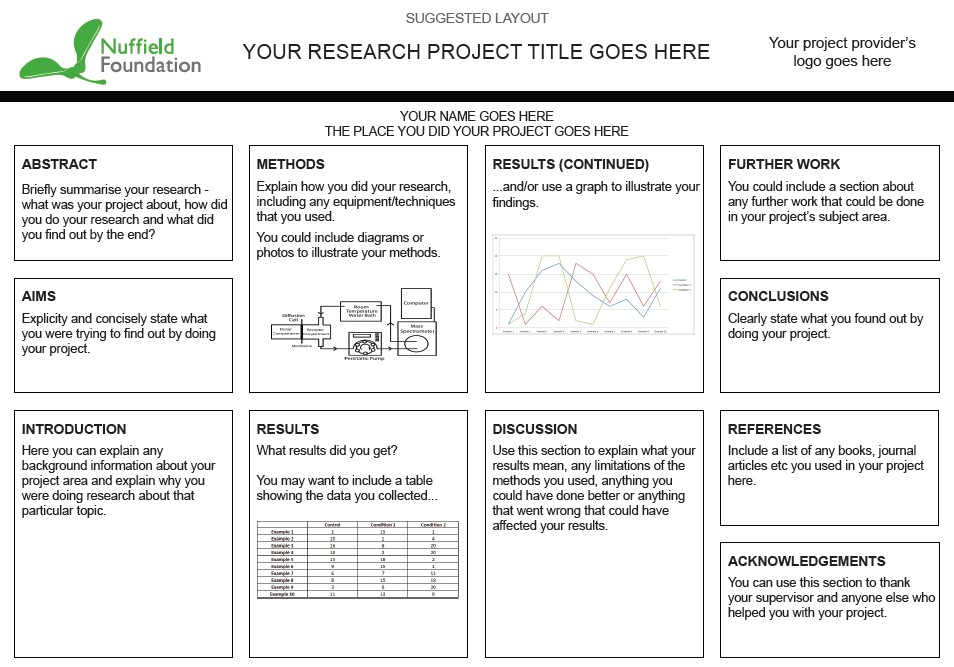 SUGGESTED LAYOUT
Nuffield
Foundation
YOUR RESEARCH PROJECT TITLE GOES HERE
Your project provider's
logo goes here
YOUR NAME GOES HERE
THE PLACE YOU DID YOUR PROJECT GOES HERE
ABSTRACT
Briefly summarise your research -
what was your project about, how did
you do your research and what did
you find out by the end?
AIMS
Explicity and concisely state what
you were trying to find out by doing
your project.
INTRODUCTION
Here you can explain any
background information about your
project area and explain why you
were doing research about that
particular topic.
METHODS
Explain how you did your research,
including any equipment/techniques
that you used.
You could include diagrams or
photos to illustrate your methods.
Diffusion
Cell
Donor
Compartment
Receptor
Compartment
Membrane
Room
Temperature
Water Bath
Computer
Mass
Spectrometer
Peristaltic Pump
RESULTS
What results did you get?
You may want to include a table
showing the data you collected...
Control Condition 1 Condition 2
Example 1
Example 2
Example 3
Example 4
Example 5
Example 6
Example 7
Example 8
Example 9
Example 10
RESULTS (CONTINUED)
...and/or use a graph to illustrate your
findings.
DISCUSSION
Use this section to explain what your
results mean, any limitations of the
methods you used, anything you
could have done better or anything
that went wrong that could have
affected your results.
FURTHER WORK
You could include a section about
any further work that could be done
in your project's subject area.
CONCLUSIONS
Clearly state what you found out by
doing your project.
REFERENCES
Include a list of any books, journal
articles etc you used in your project
here.
ACKNOWLEDGEMENTS
You can use this section to thank
your supervisor and anyone else who
helped you with your project.